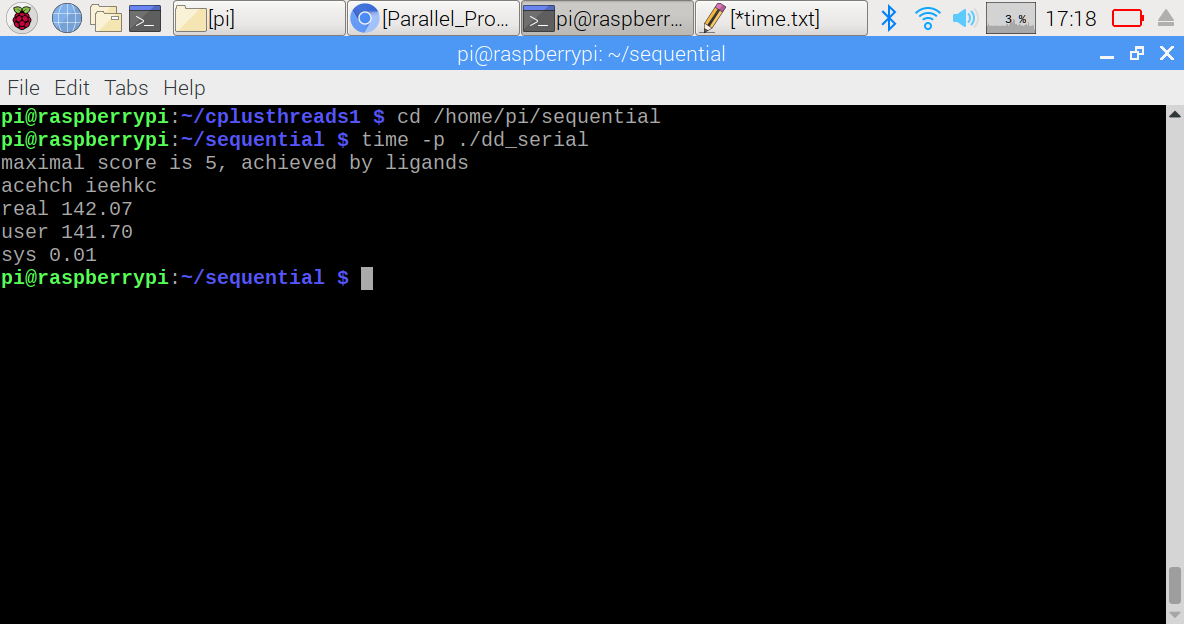 [pi] [Parallel_Pro... pi@raspberr... [*time.txt] 3 % 17:18
pi@raspberrypi: ~/sequential
File Edit Tabs Help
pi@raspberrypi:~/cplusthreads1 $ cd /home/pi/sequential
pi@raspberrypi:~/sequential $ time -p ./dd_serial
maximal score is 5, achieved by ligands
acehch ieehkc
real 142.07
user 141.70
sys 0.01
pi@raspberrypi:~/sequential $